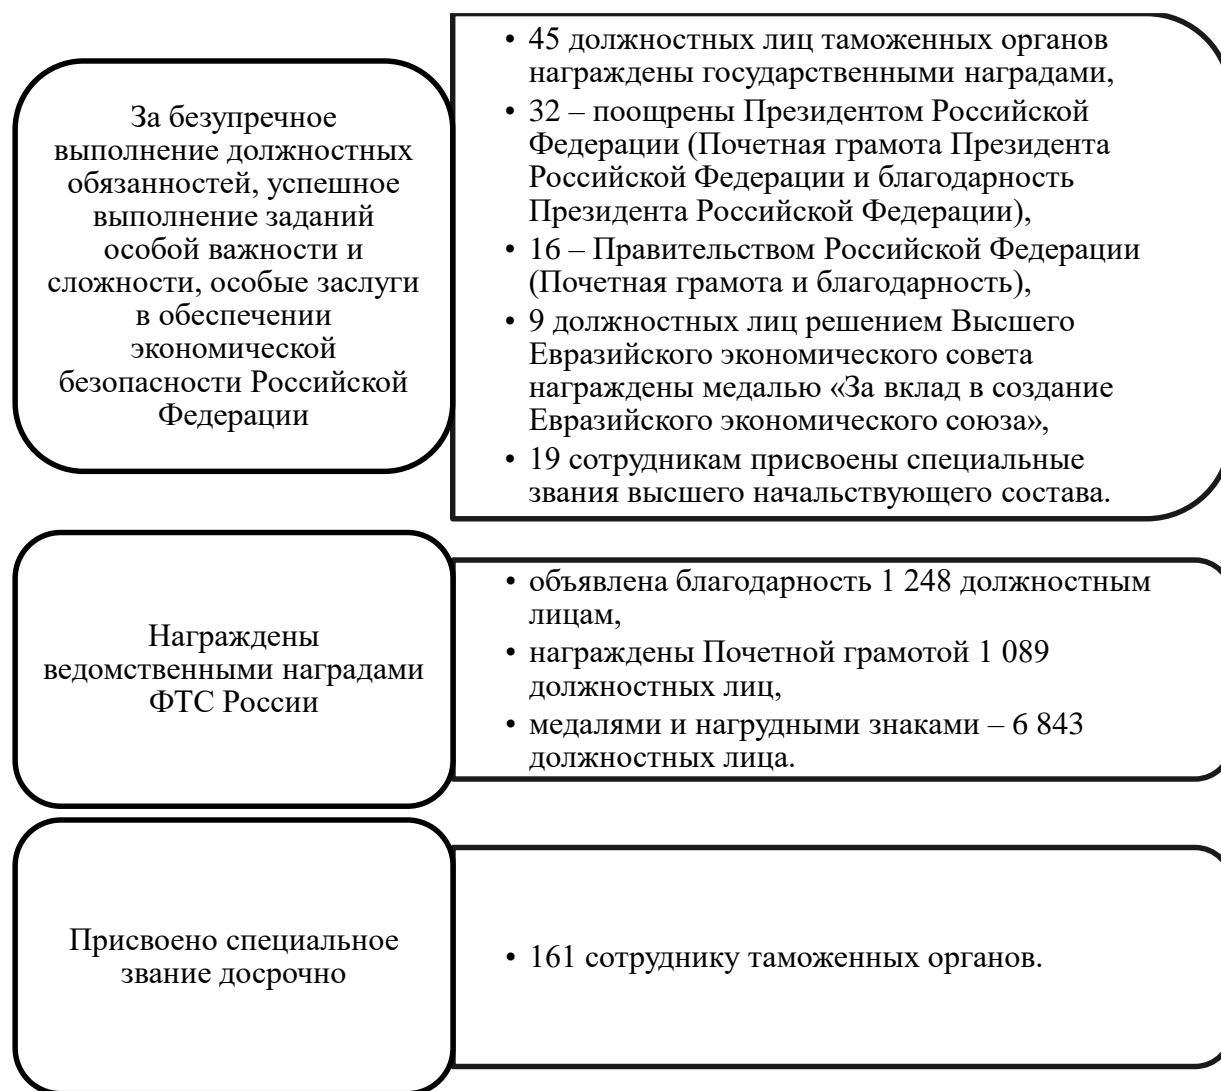 За безупречное
выполнение должностных
обязанностей, успешное
выполнение заданий
особой важности и
сложности, особые заслуги
в обеспечении
экономической
безопасности Российской
Федерации
• 45 должностных лиц таможенных органов
награждены государственными наградами,
• 32 – поощрены Президентом Российской
Федерации (Почетная грамота Президента
Российской Федерации и благодарность
Президента Российской Федерации),
• 16 – Правительством Российской Федерации
(Почетная грамота и благодарность),
• 9 должностных лиц решением Высшего
Евразийского экономического совета
награждены медалью «За вклад в создание
Евразийского экономического союза»,
• 19 сотрудникам присвоены специальные
звания высшего начальствующего состава.
Награждены
ведомственными наградами
ФТС России
• объявлена благодарность 1 248 должностным
лицам,
• награждены Почетной грамотой 1 089
должностных лиц,
• медалями и нагрудными знаками – 6 843
должностных лица.
Присвоено специальное
звание досрочно
• 161 сотруднику таможенных органов.